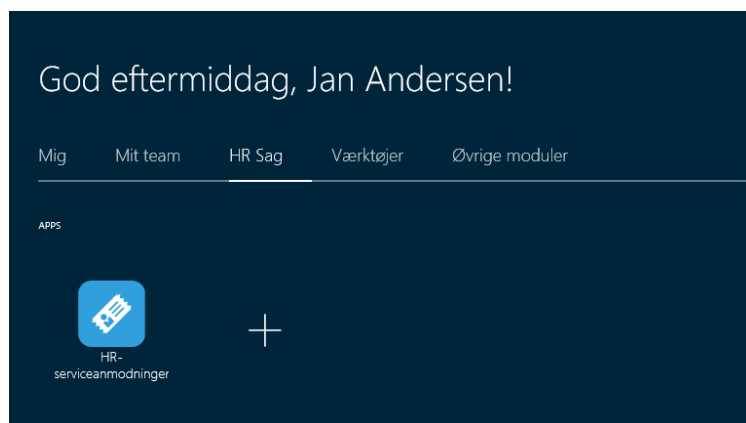 God eftermiddag, Jan Andersen!
Mig Mit team HR Sag Værktøjer Øvrige moduler
APPS
HR-
serviceanmodninger